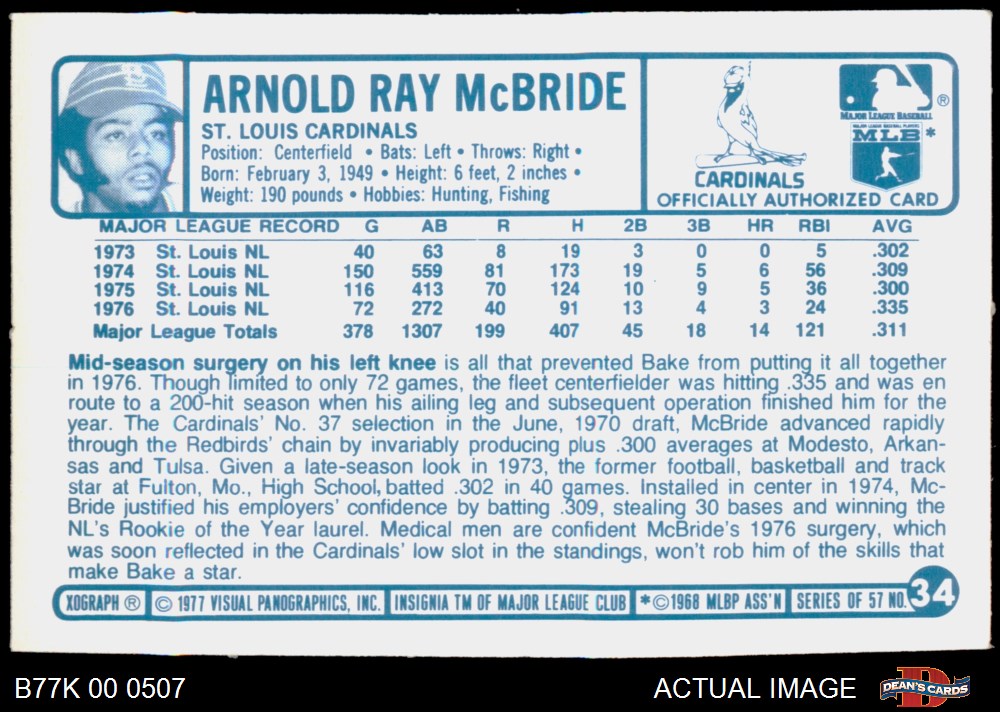 ARNOLD RAY McBRIDE
ST. LOUIS CARDINALS
Position: Centerfield • Bats: Left • Throws: Right •
Born: February 3, 1949 • Height: 6 feet, 2 inches •
Weight: 190 pounds • Hobbies: Hunting, Fishing
CARDINALS
MAJOR LEAGUE BASEBALL ®
MLB *
OFFICIALLY AUTHORIZED CARD
MAJOR LEAGUE RECORD G AB R H 2B 3B HR RBI AVG
1973 St. Louis NL 40 63 8 19 3 0 0 5 .302
1974 St. Louis NL 150 559 81 173 19 5 6 56 .309
1975 St. Louis NL 116 413 70 124 10 9 5 36 .300
1976 St. Louis NL 72 272 40 91 13 4 3 24 .335
Major League Totals 378 1307 199 407 45 18 14 121 .311
Mid-season surgery on his left knee is all that prevented Bake from putting it all together
in 1976. Though limited to only 72 games, the fleet centerfielder was hitting .335 and was en
route to a 200-hit season when his ailing leg and subsequent operation finished him for the
year. The Cardinals' No. 37 selection in the June, 1970 draft, McBride advanced rapidly
through the Redbirds' chain by invariably producing plus .300 averages at Modesto, Arkan-
sas and Tulsa. Given a late-season look in 1973, the former football, basketball and track
star at Fulton, Mo., High School, batted .302 in 40 games. Installed in center in 1974, Mc-
Bride justified his employers' confidence by batting .309, stealing 30 bases and winning the
NL's Rookie of the Year laurel. Medical men are confident McBride's 1976 surgery, which
was soon reflected in the Cardinals' low slot in the standings, won't rob him of the skills that
make Bake a star.
XOGRAPH ® © 1977 VISUAL PANOGRAPHICS, INC. INSIGNIA TM OF MAJOR LEAGUE CLUB *©1968 MLBP ASS'N SERIES OF 57 NO. 34
B77K 00 0507 ACTUAL IMAGE DEAN'S CARDS